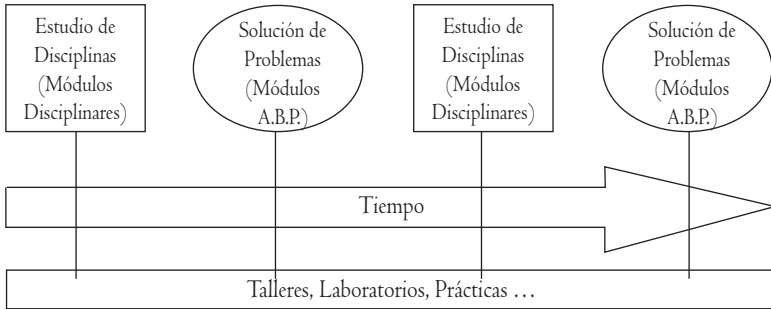 Estudio de
Disciplinas
(Módulos
Disciplinares)
Solución de
Problemas
(Módulos
A.B.P.)
Estudio de
Disciplinas
(Módulos
Disciplinares)
Solución de
Problemas
(Módulos
A.B.P.)
Tiempo
Talleres, Laboratorios, Prácticas …